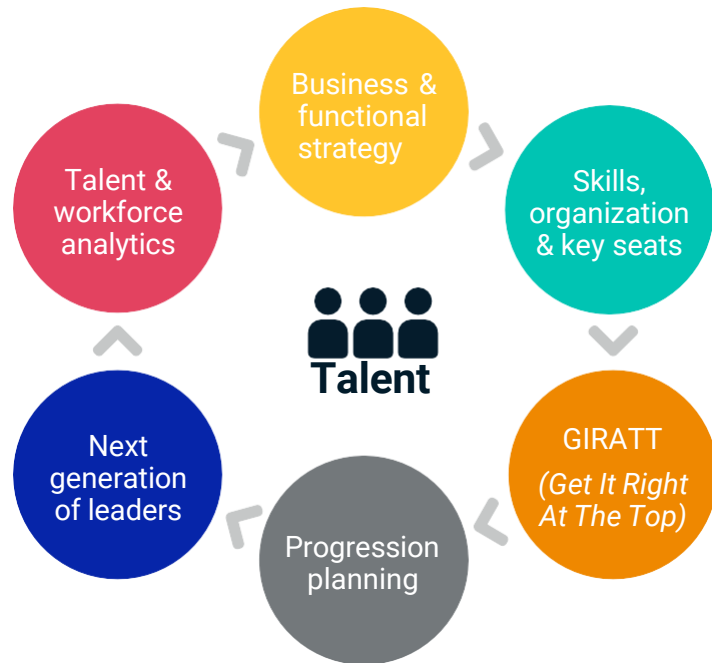 Business &
functional
strategy
Skills,
organization
& key seats
GIRATT
(Get It Right
At The Top)
Progression
planning
Next
generation
of leaders
Talent &
workforce
analytics
Talent